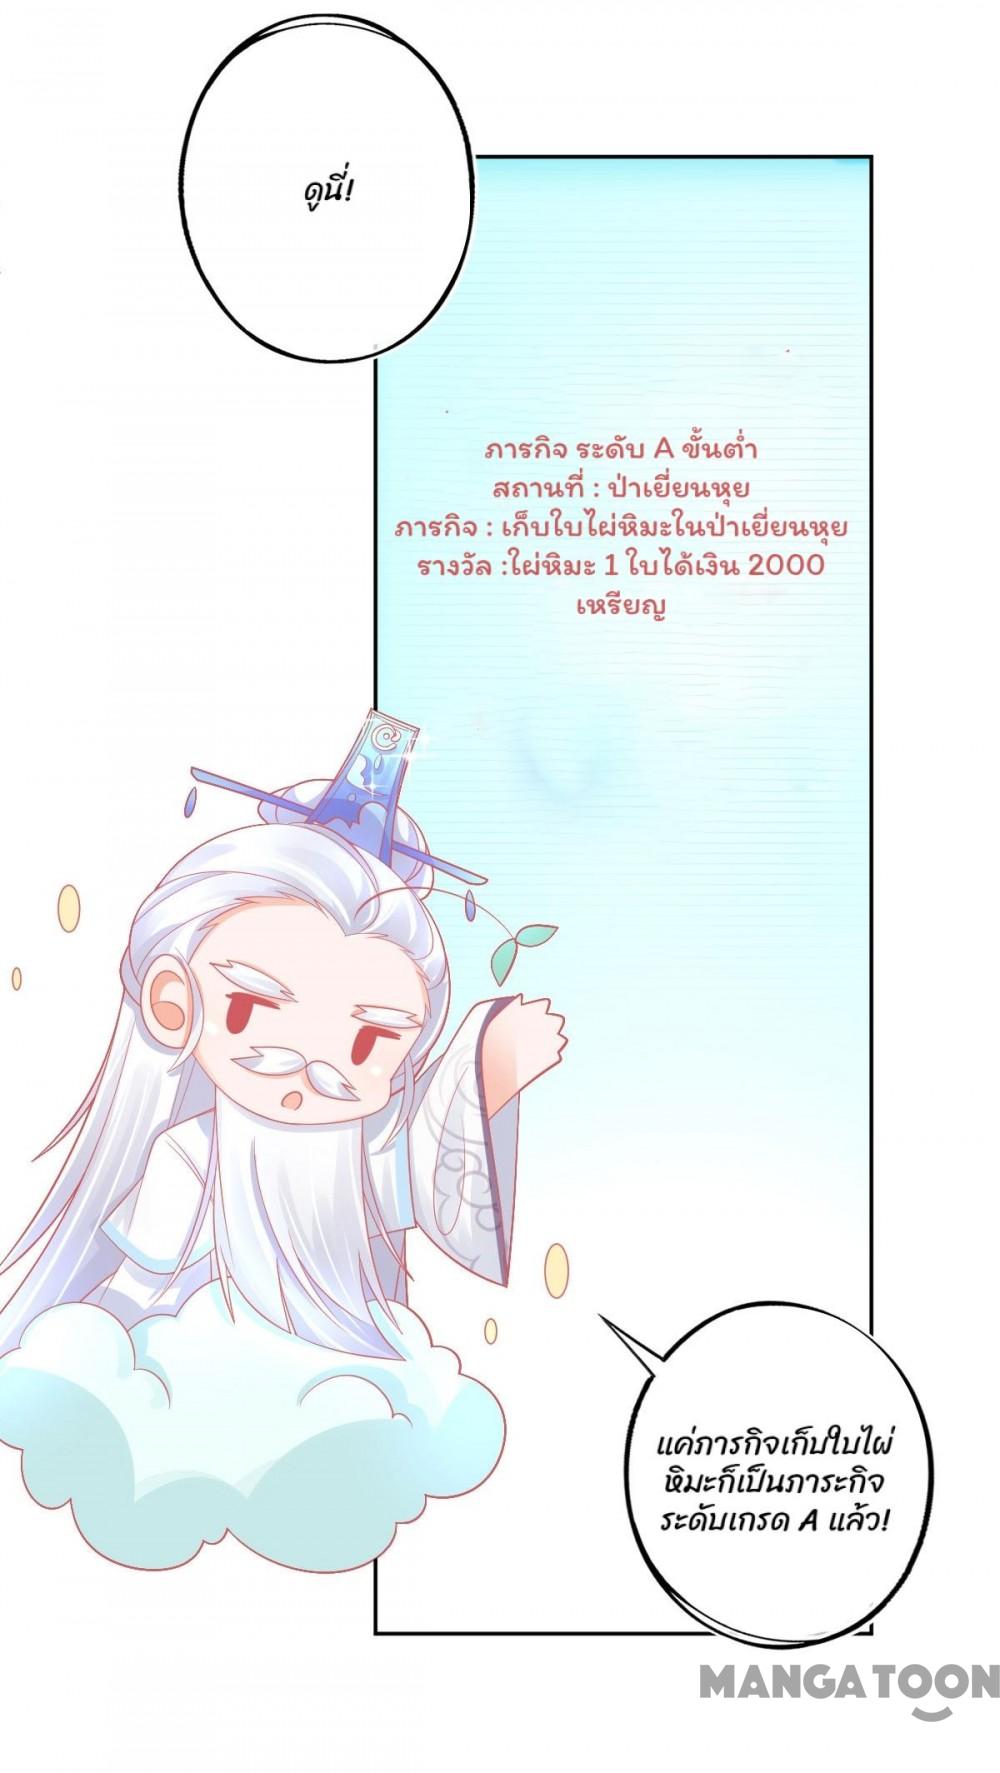 ดูนี่!
ภารกิจ ระดับ A ขั้นต่ำ
สถานที่ : ป่าเยี่ยนหุย
ภารกิจ : เก็บใบไผ่หิมะในป่าเยี่ยนหุย
รางวัล :ใผ่หิมะ 1 ใบได้เงิน 2000
เหรียญ
แค่ภารกิจเก็บใบไผ่
หิมะก็เป็นภาระกิจ
ระดับเกรด A แล้ว!
MANGATOON